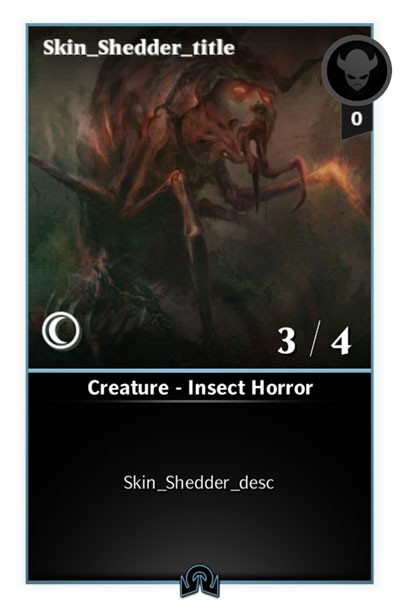 Skin_Shedder_title
0
3 / 4
Creature - Insect Horror
Skin_Shedder_desc